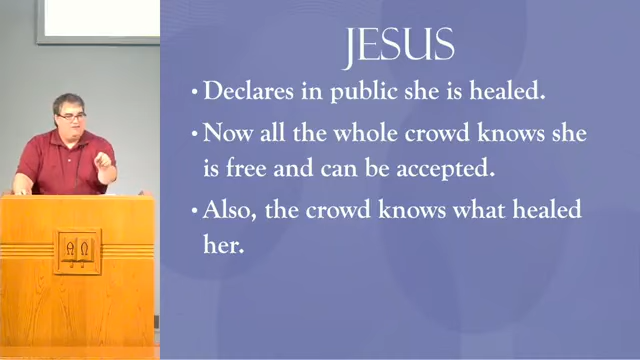 JESUS
• Declares in public she is healed.
• Now all the whole crowd knows she
is free and can be accepted.
• Also, the crowd knows what healed
her.
Α Ω